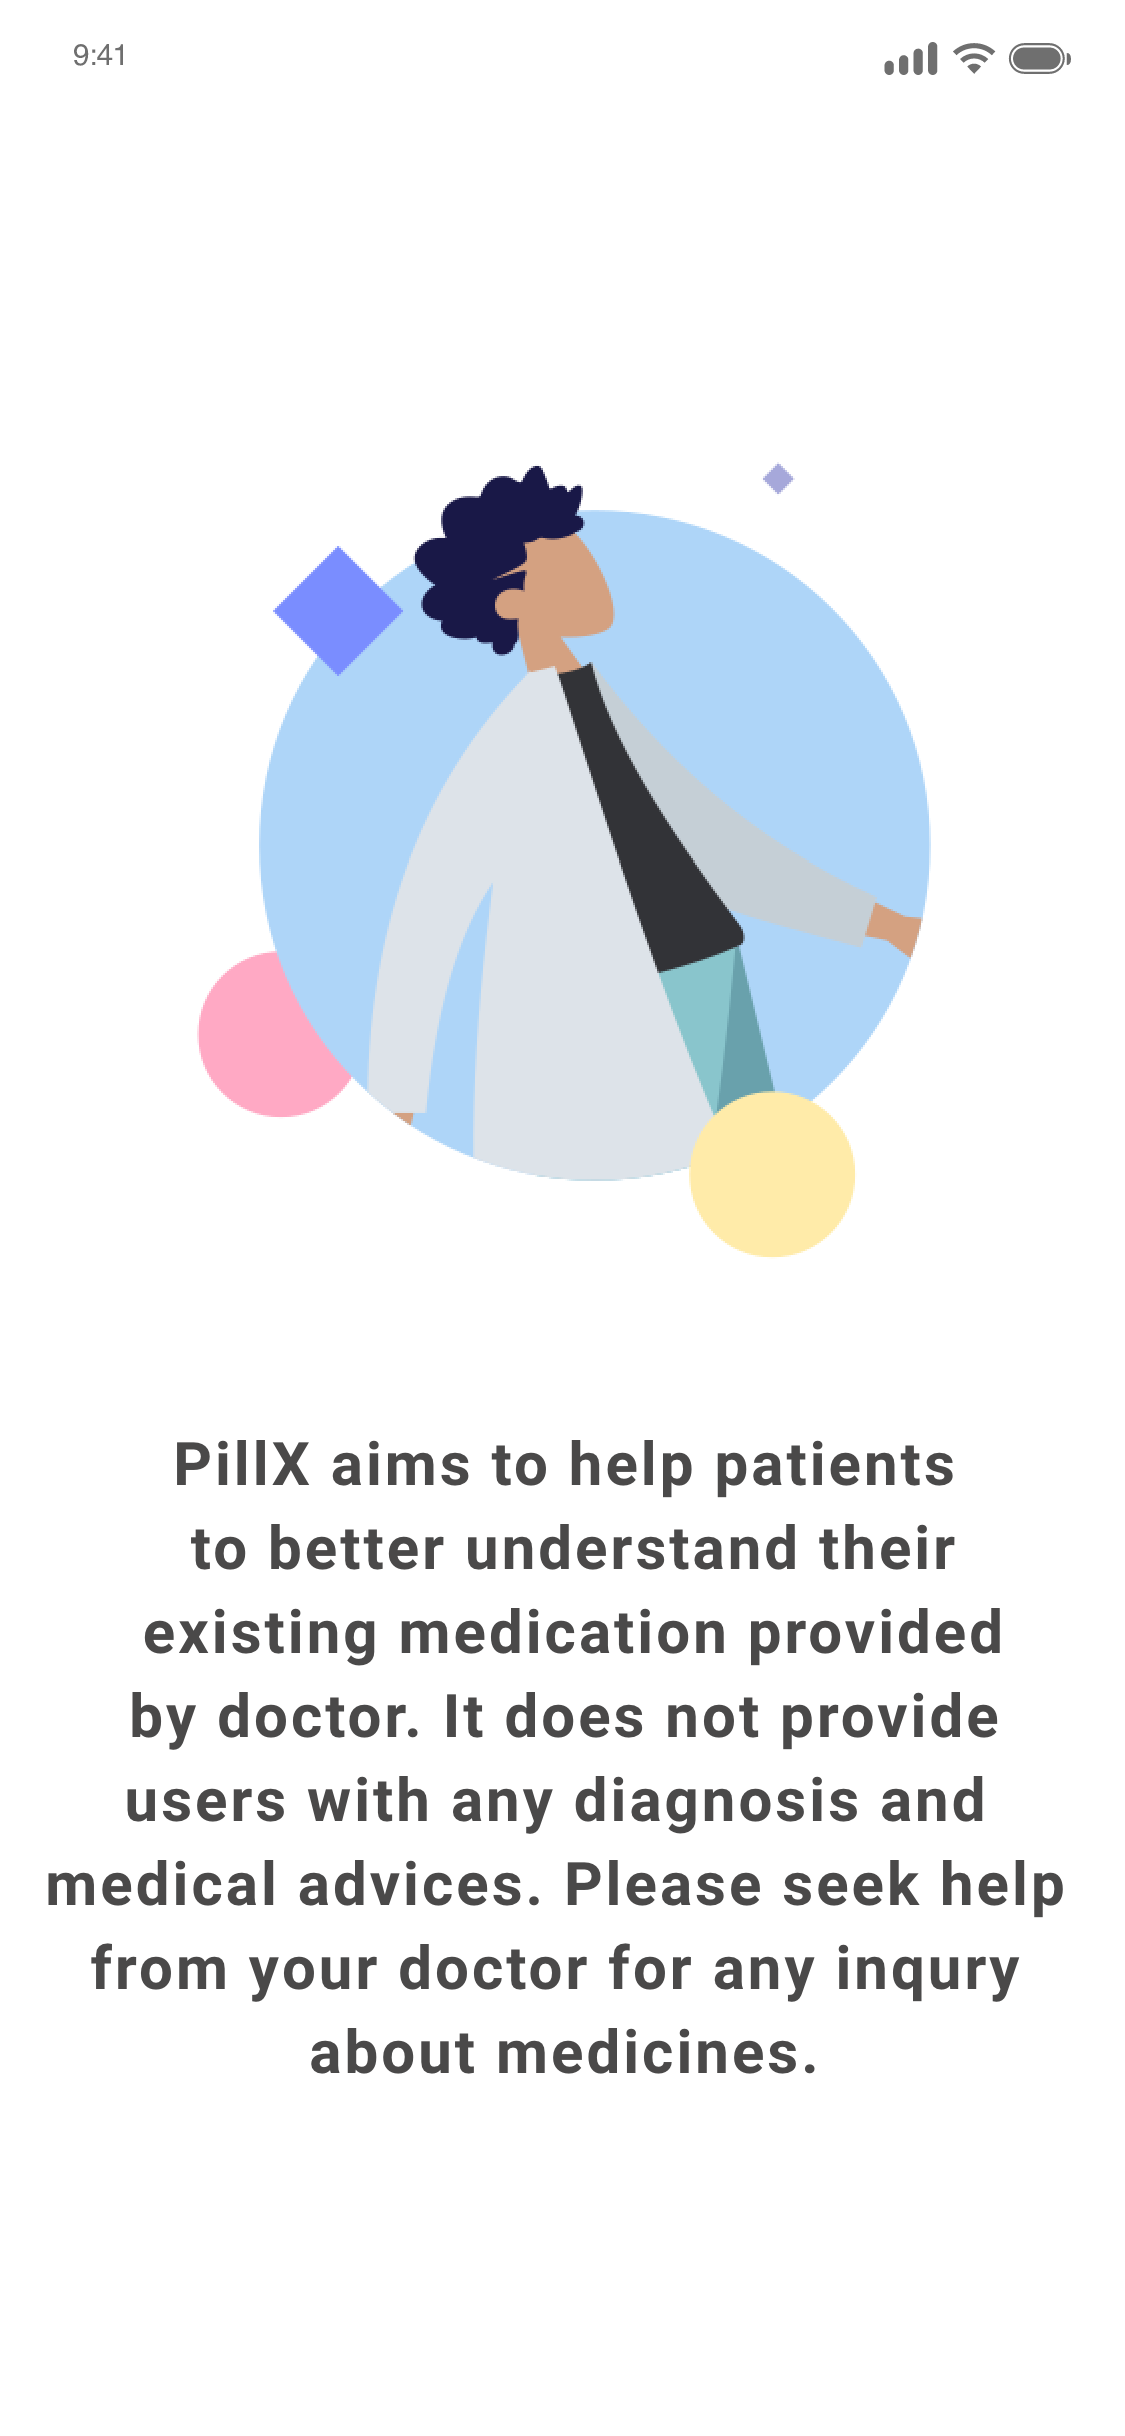 9:41
PillX aims to help patients
to better understand their
existing medication provided
by doctor. It does not provide
users with any diagnosis and
medical advices. Please seek help
from your doctor for any inqury
about medicines.